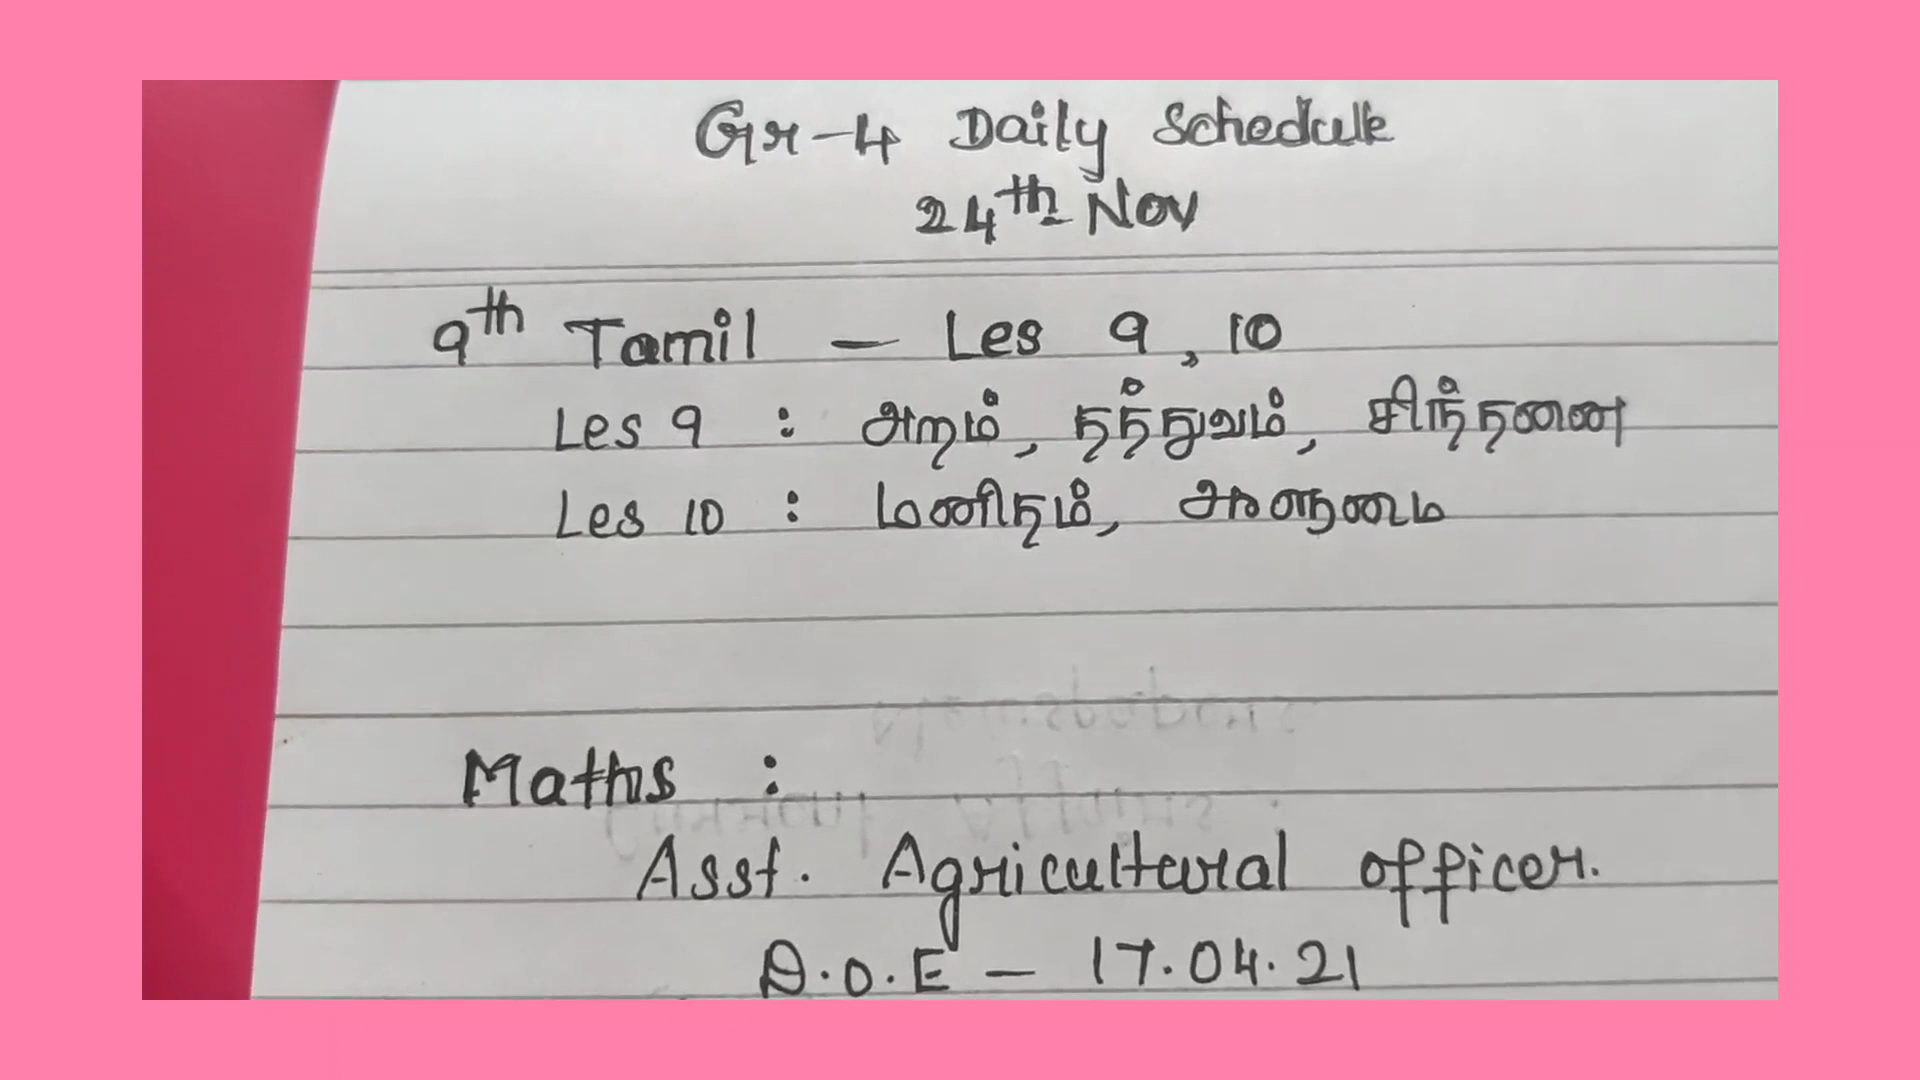 Gr-4 Daily Schedule
24th Nov
9th Tamil - Les 9, 10
Les 9 : அறம், தத்துவம், சிந்தனை
Les 10 : மனிதம், ஆளுமை
Maths :
Asst. Agricultural officer.
D.O.E - 17.04.21